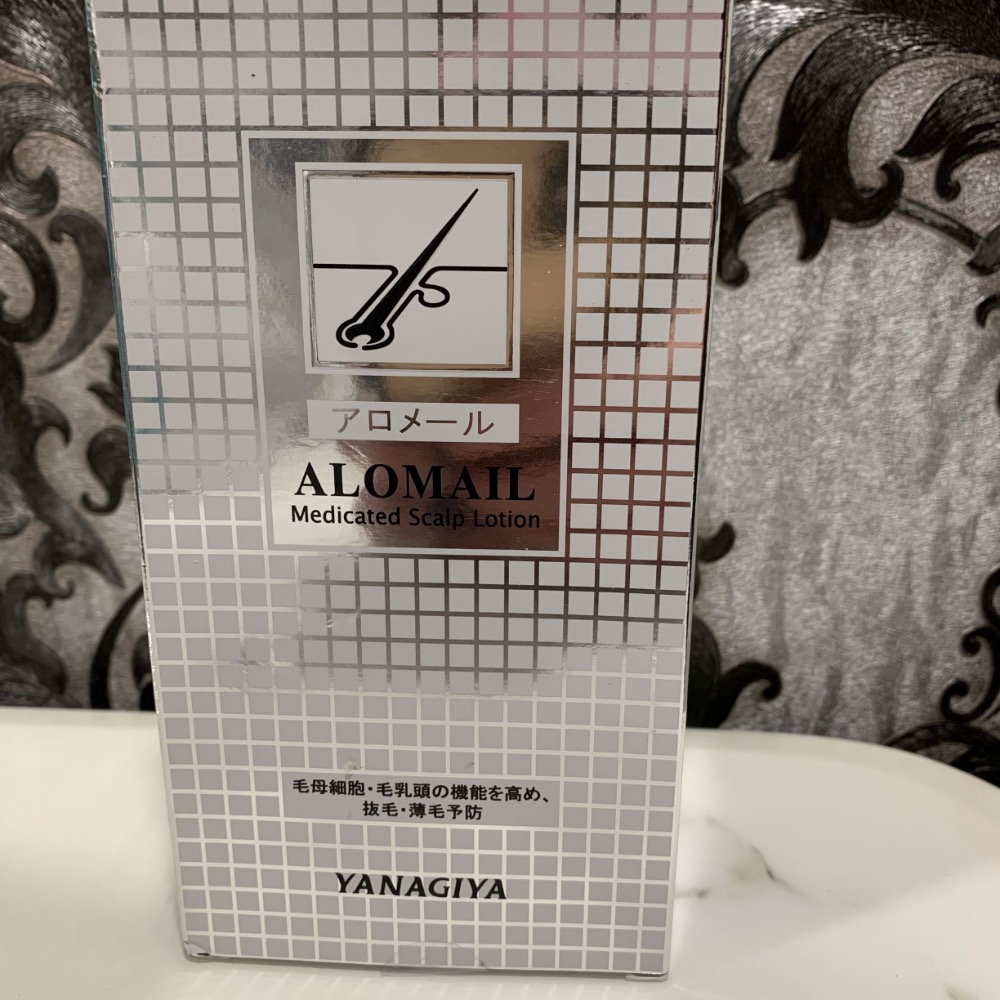 アロメール
ALOMAIL
Medicated Scalp Lotion
毛母細胞・毛乳頭の機能を高め、
抜毛・薄毛予防
YANAGIYA